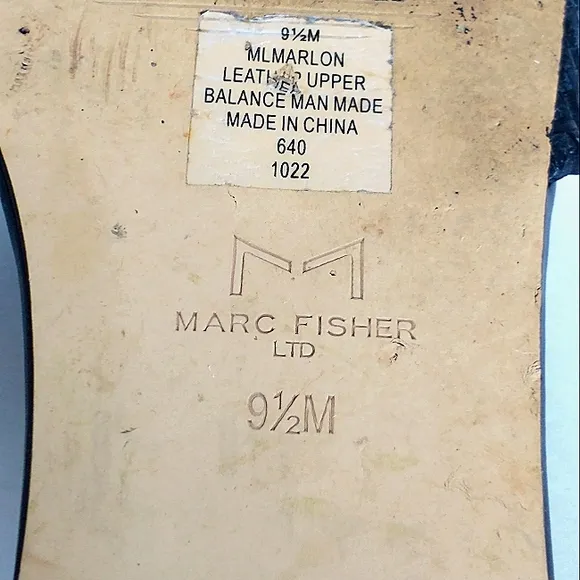 9½M
MLMARLON
LEATHER UPPER
BALANCE MAN MADE
MADE IN CHINA
640
1022
MARC FISHER
LTD
9½M